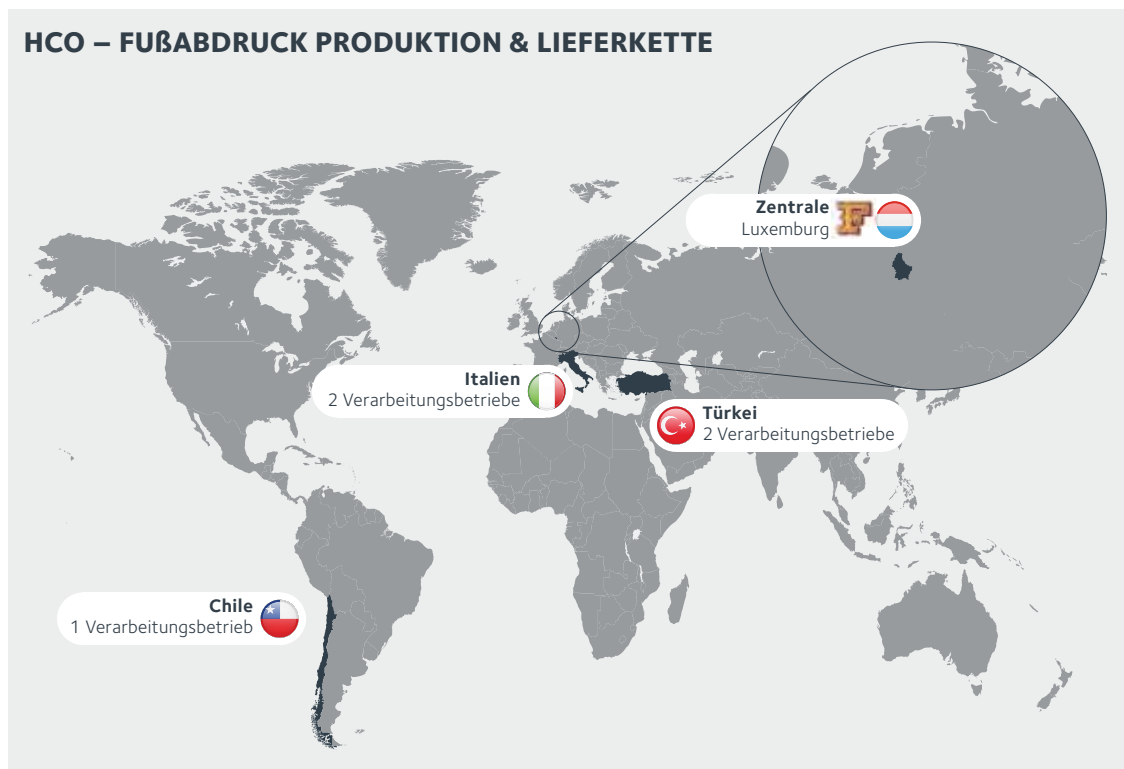 HCO – FUßABDRUCK PRODUKTION & LIEFERKETTE
Zentrale
Luxemburg
F
Italien
2 Verarbeitungsbetriebe
Türkei
2 Verarbeitungsbetriebe
Chile
1 Verarbeitungsbetrieb